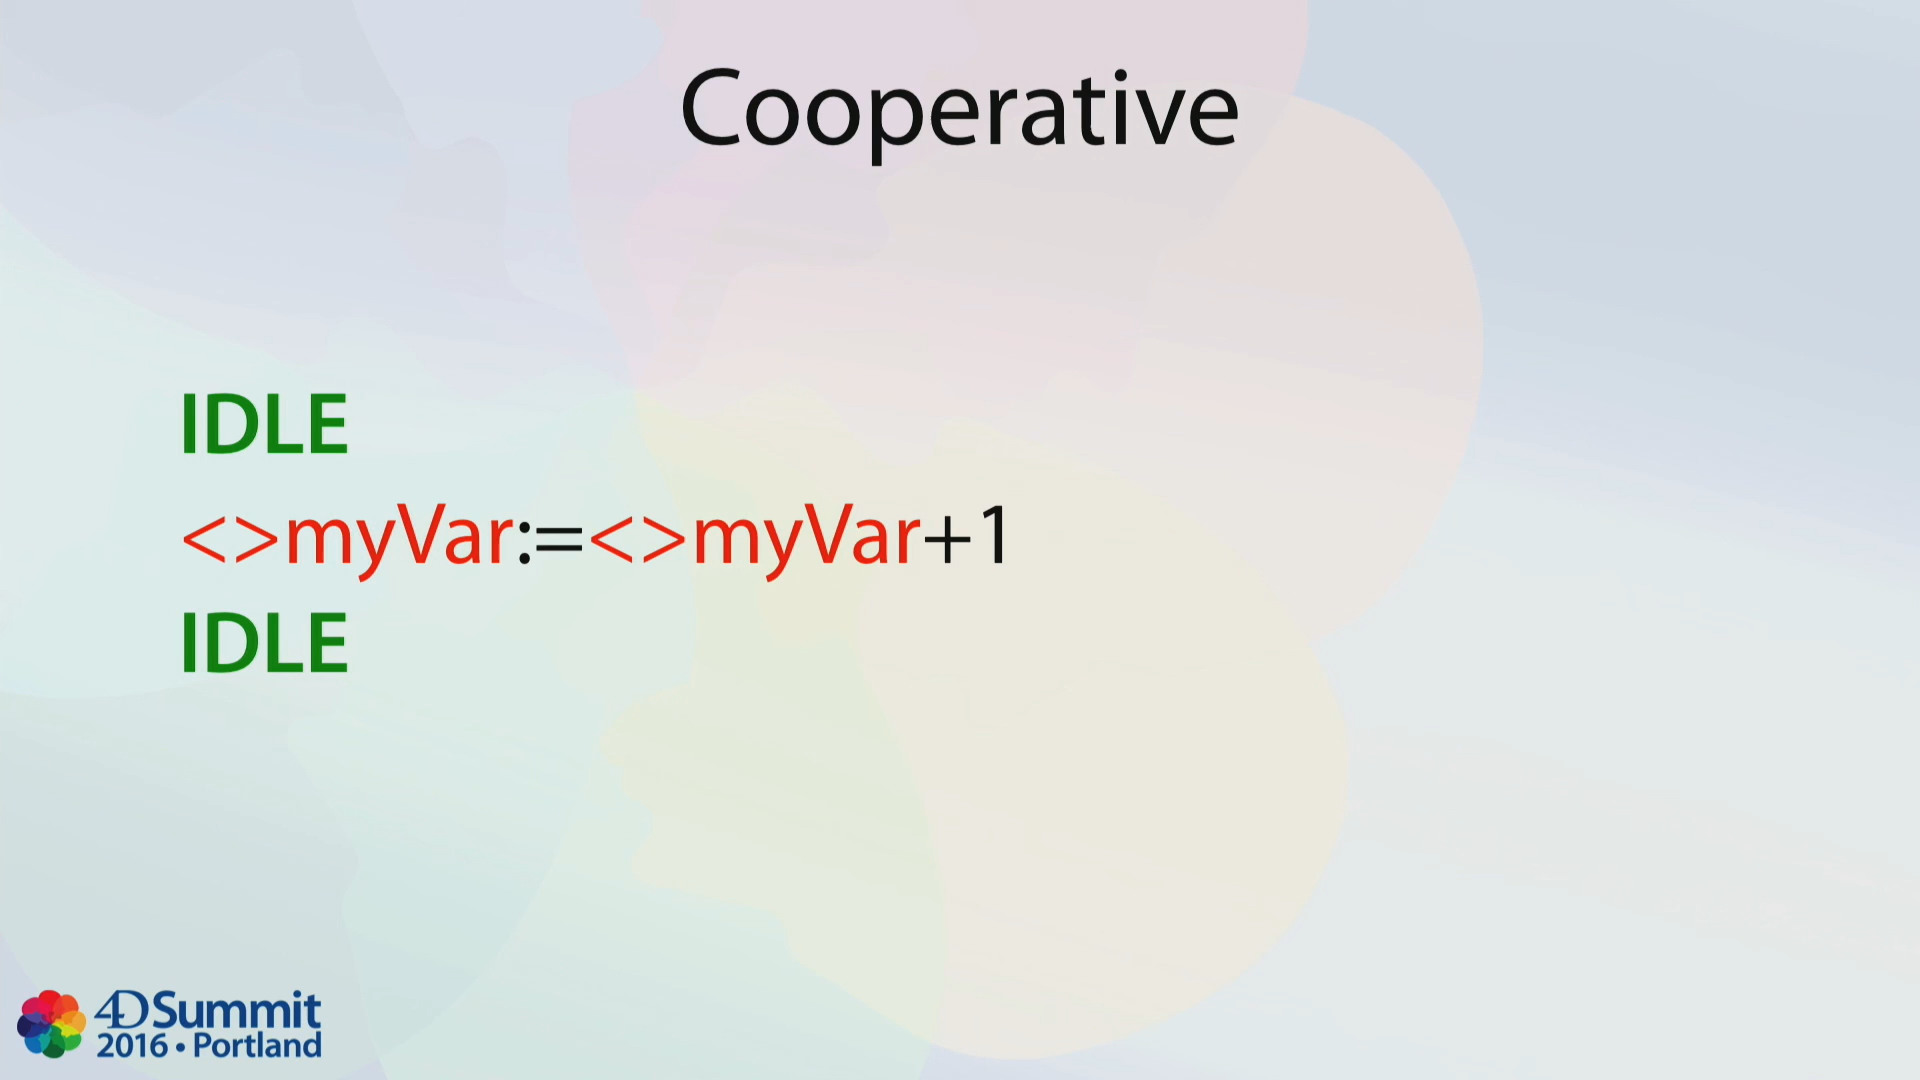 Cooperative
IDLE
<>myVar:=<>myVar+1
IDLE
4D Summit
2016 • Portland